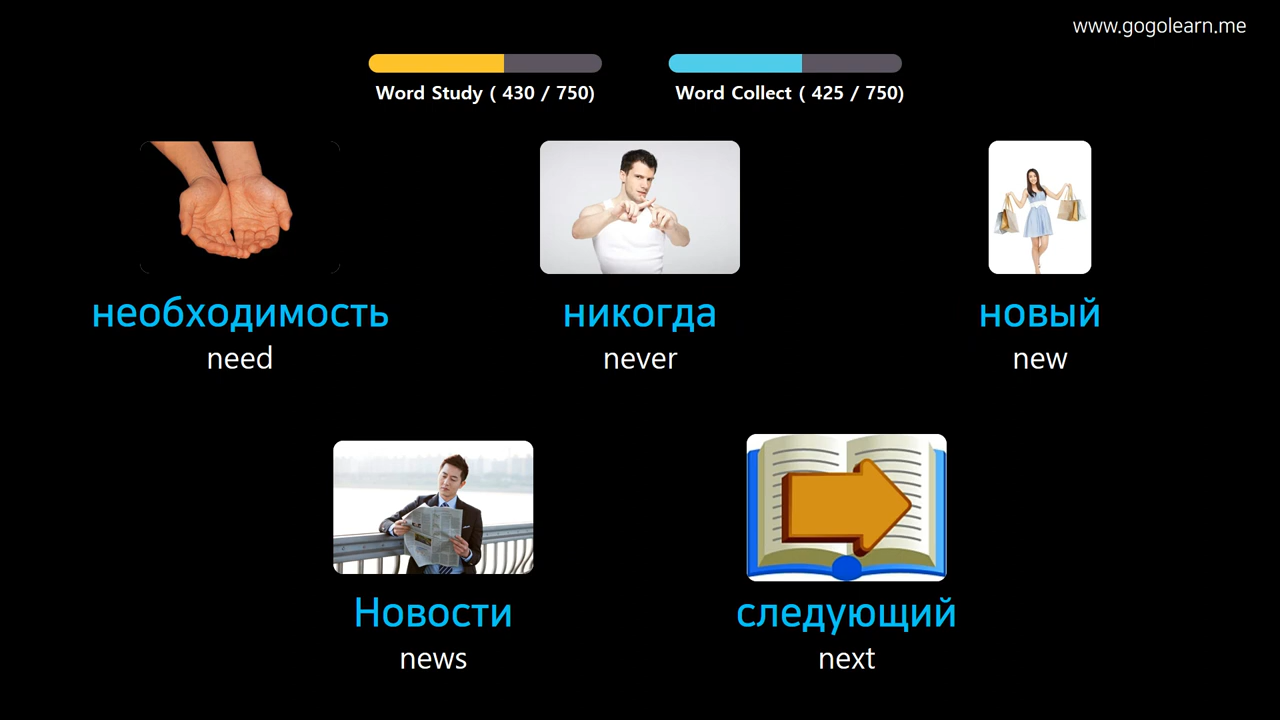 www.gogolearn.me
Word Study ( 430 / 750)
Word Collect ( 425 / 750)
необходимость
need
никогда
never
новый
new
Новости
news
следующий
next